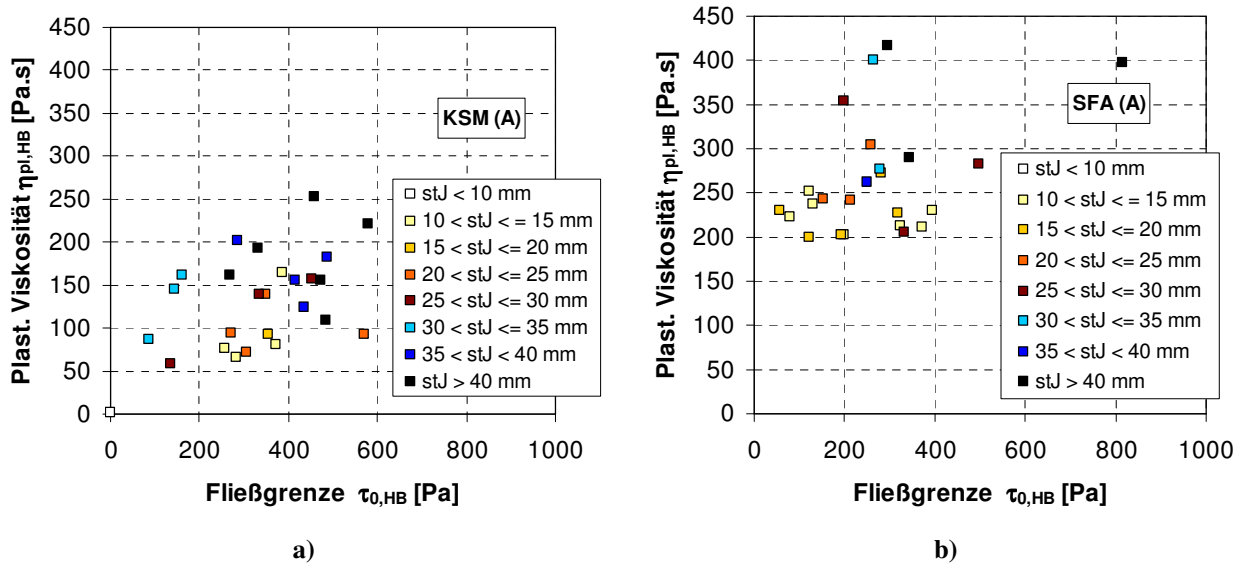 Plast. Viskosität ηpl,HB [Pa.s]
450
400
350
300
250
200
150
100
50
0
KSM (A)
stJ < 10 mm
10 < stJ <= 15 mm
15 < stJ <= 20 mm
20 < stJ <= 25 mm
25 < stJ <= 30 mm
30 < stJ <= 35 mm
35 < stJ < 40 mm
stJ > 40 mm
0 200 400 600 800 1000
Fließgrenze τ0,HB [Pa]
a)
Plast. Viskosität ηpl,HB [Pa.s]
450
400
350
300
250
200
150
100
50
0
SFA (A)
stJ < 10 mm
10 < stJ <= 15 mm
15 < stJ <= 20 mm
20 < stJ <= 25 mm
25 < stJ <= 30 mm
30 < stJ <= 35 mm
35 < stJ < 40 mm
stJ > 40 mm
0 200 400 600 800 1000
Fließgrenze τ0,HB [Pa]
b)